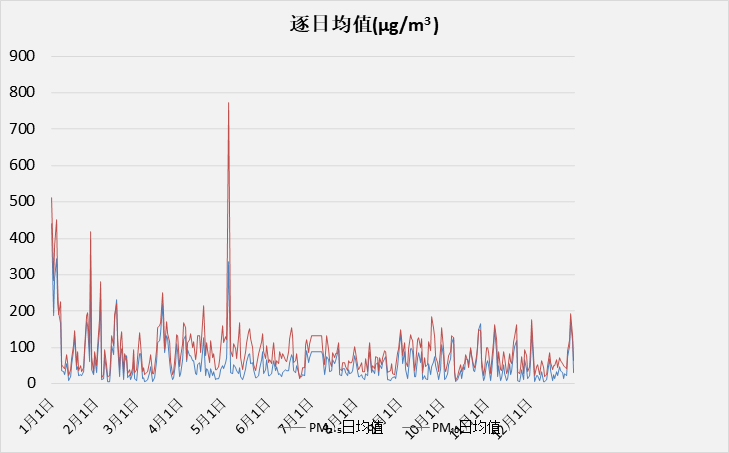 逐日均值(μg/m³)
900
800
700
600
500
400
300
200
100
0
1月1日
2月1日
3月1日
4月1日
5月1日
6月1日
7月1日
8月1日
9月1日
10月1日
11月1日
12月1日
PM₂.₅日均值
PM₁₀日均值